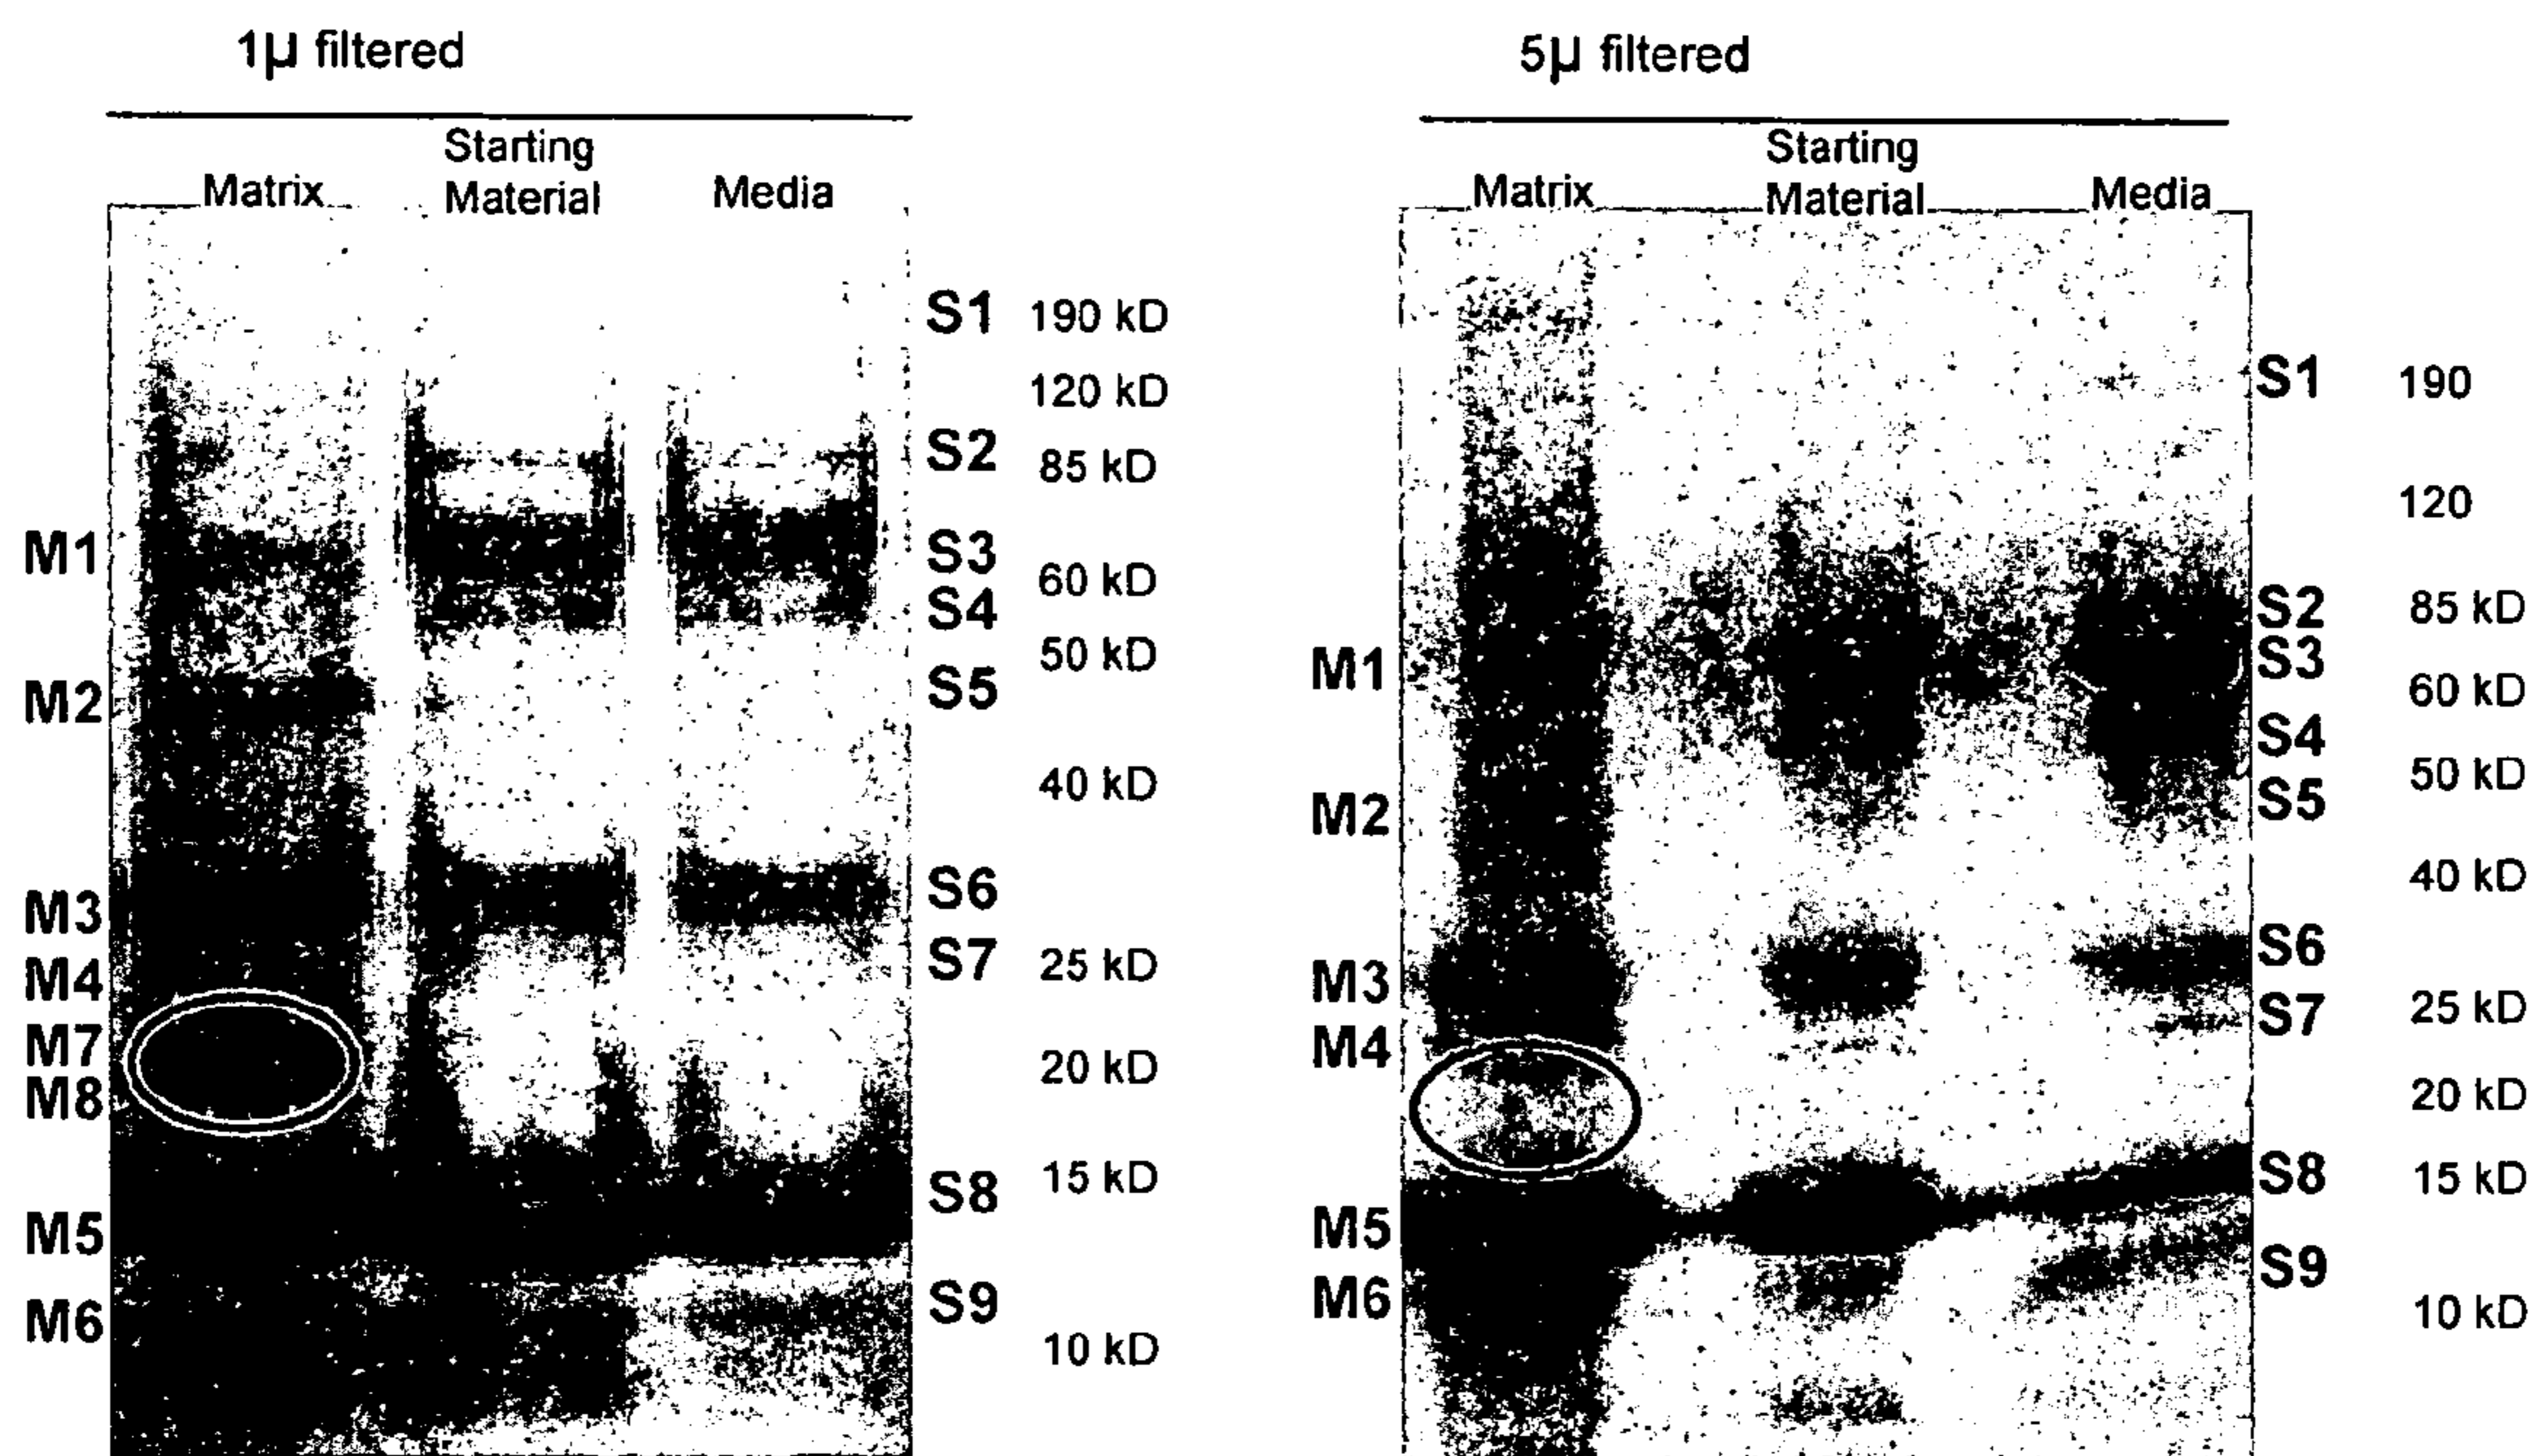 1µ filtered
Matrix
Starting
Material
Media
M1
M2
M3
M4
M7
M8
M5
M6
S1
S2
S3
S4
S5
S6
S7
S8
S9
190 kD
120 kD
85 kD
60 kD
50 kD
40 kD
25 kD
20 kD
15 kD
10 kD
5µ filtered
Matrix
Starting
Material
Media
M1
M2
M3
M4
M5
M6
S1
S2
S3
S4
S5
S6
S7
S8
S9
190
120
85 kD
60 kD
50 kD
40 kD
25 kD
20 kD
15 kD
10 kD